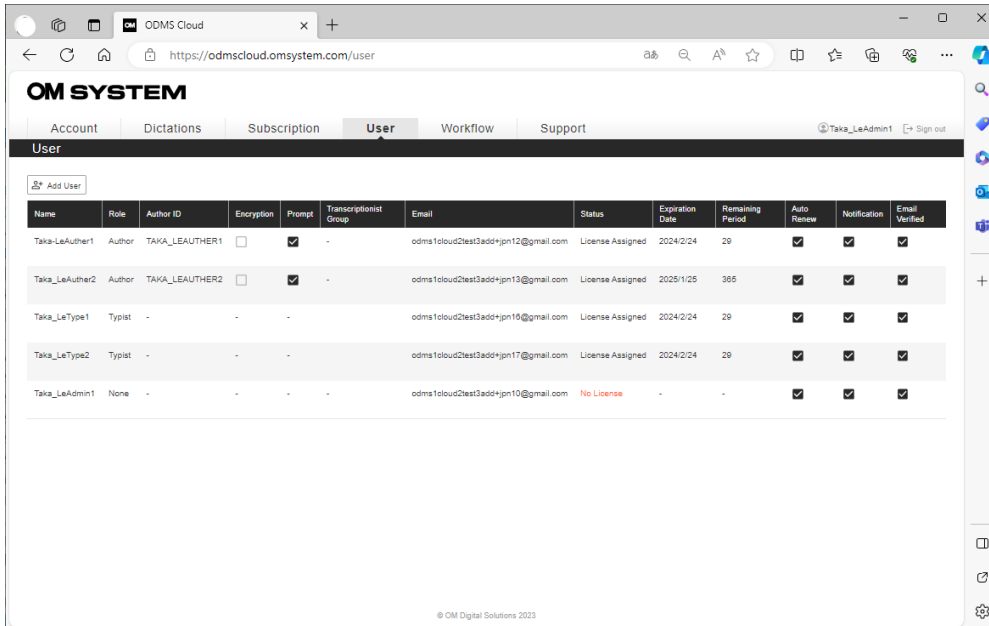 OM ODMS Cloud
https://odmscloud.omsystem.com/user
OM SYSTEM
Account Dictations Subscription User Workflow Support Taka_LeAdmin1 Sign out
User
Add User
Name Role Author ID Encryption Prompt Transcriptionist Group Email Status Expiration Date Remaining Period Auto Renew Notification Email Verified
Taka-LeAuther1 Author TAKA_LEAUTHER1 - odms1cloud2test3add+jpn12@gmail.com License Assigned 2024/2/24 29
Taka_LeAuther2 Author TAKA_LEAUTHER2 - odms1cloud2test3add+jpn13@gmail.com License Assigned 2025/1/25 365
Taka_LeType1 Typist - - - odms1cloud2test3add+jpn16@gmail.com License Assigned 2024/2/24 29
Taka_LeType2 Typist - - - odms1cloud2test3add+jpn17@gmail.com License Assigned 2024/2/24 29
Taka_LeAdmin1 None - - - - odms1cloud2test3add+jpn10@gmail.com No License - -
© OM Digital Solutions 2023